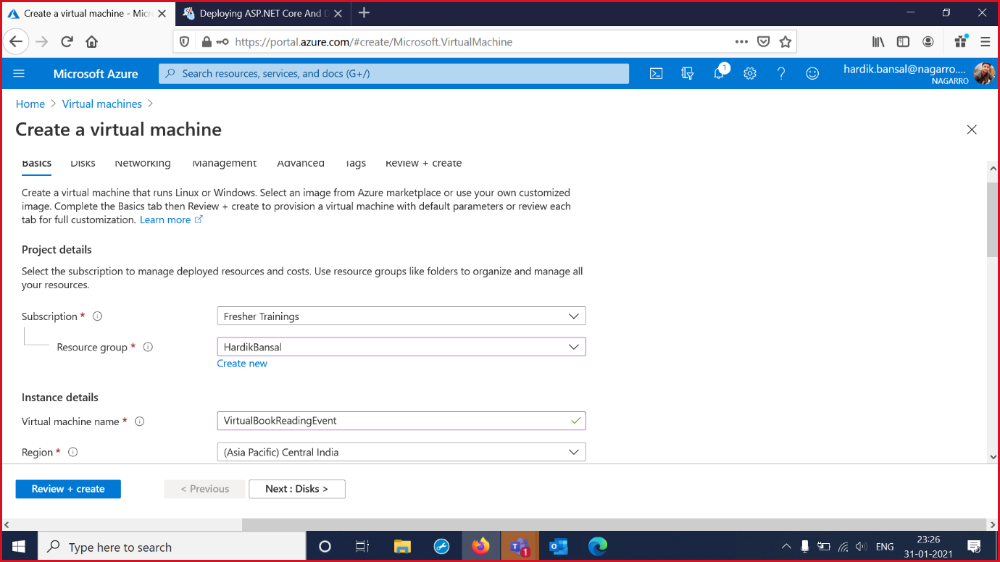 Create a virtual machine - Micr
Deploying ASP.NET Core And D
https://portal.azure.com/#create/Microsoft.VirtualMachine
Microsoft Azure
Search resources, services, and docs (G+/)
1
hardik.bansal@nagarro....
NAGARRO
Home > Virtual machines >
Create a virtual machine
Basics Disks Networking Management Advanced Tags Review + create
Create a virtual machine that runs Linux or Windows. Select an image from Azure marketplace or use your own customized
image. Complete the Basics tab then Review + create to provision a virtual machine with default parameters or review each
tab for full customization. Learn more
Project details
Select the subscription to manage deployed resources and costs. Use resource groups like folders to organize and manage all
your resources.
Subscription * Fresher Trainings
Resource group * HardikBansal
Create new
Instance details
Virtual machine name * VirtualBookReadingEvent
Region * (Asia Pacific) Central India
Review + create < Previous Next : Disks >
Type here to search
1
ENG
23:26
31-01-2021